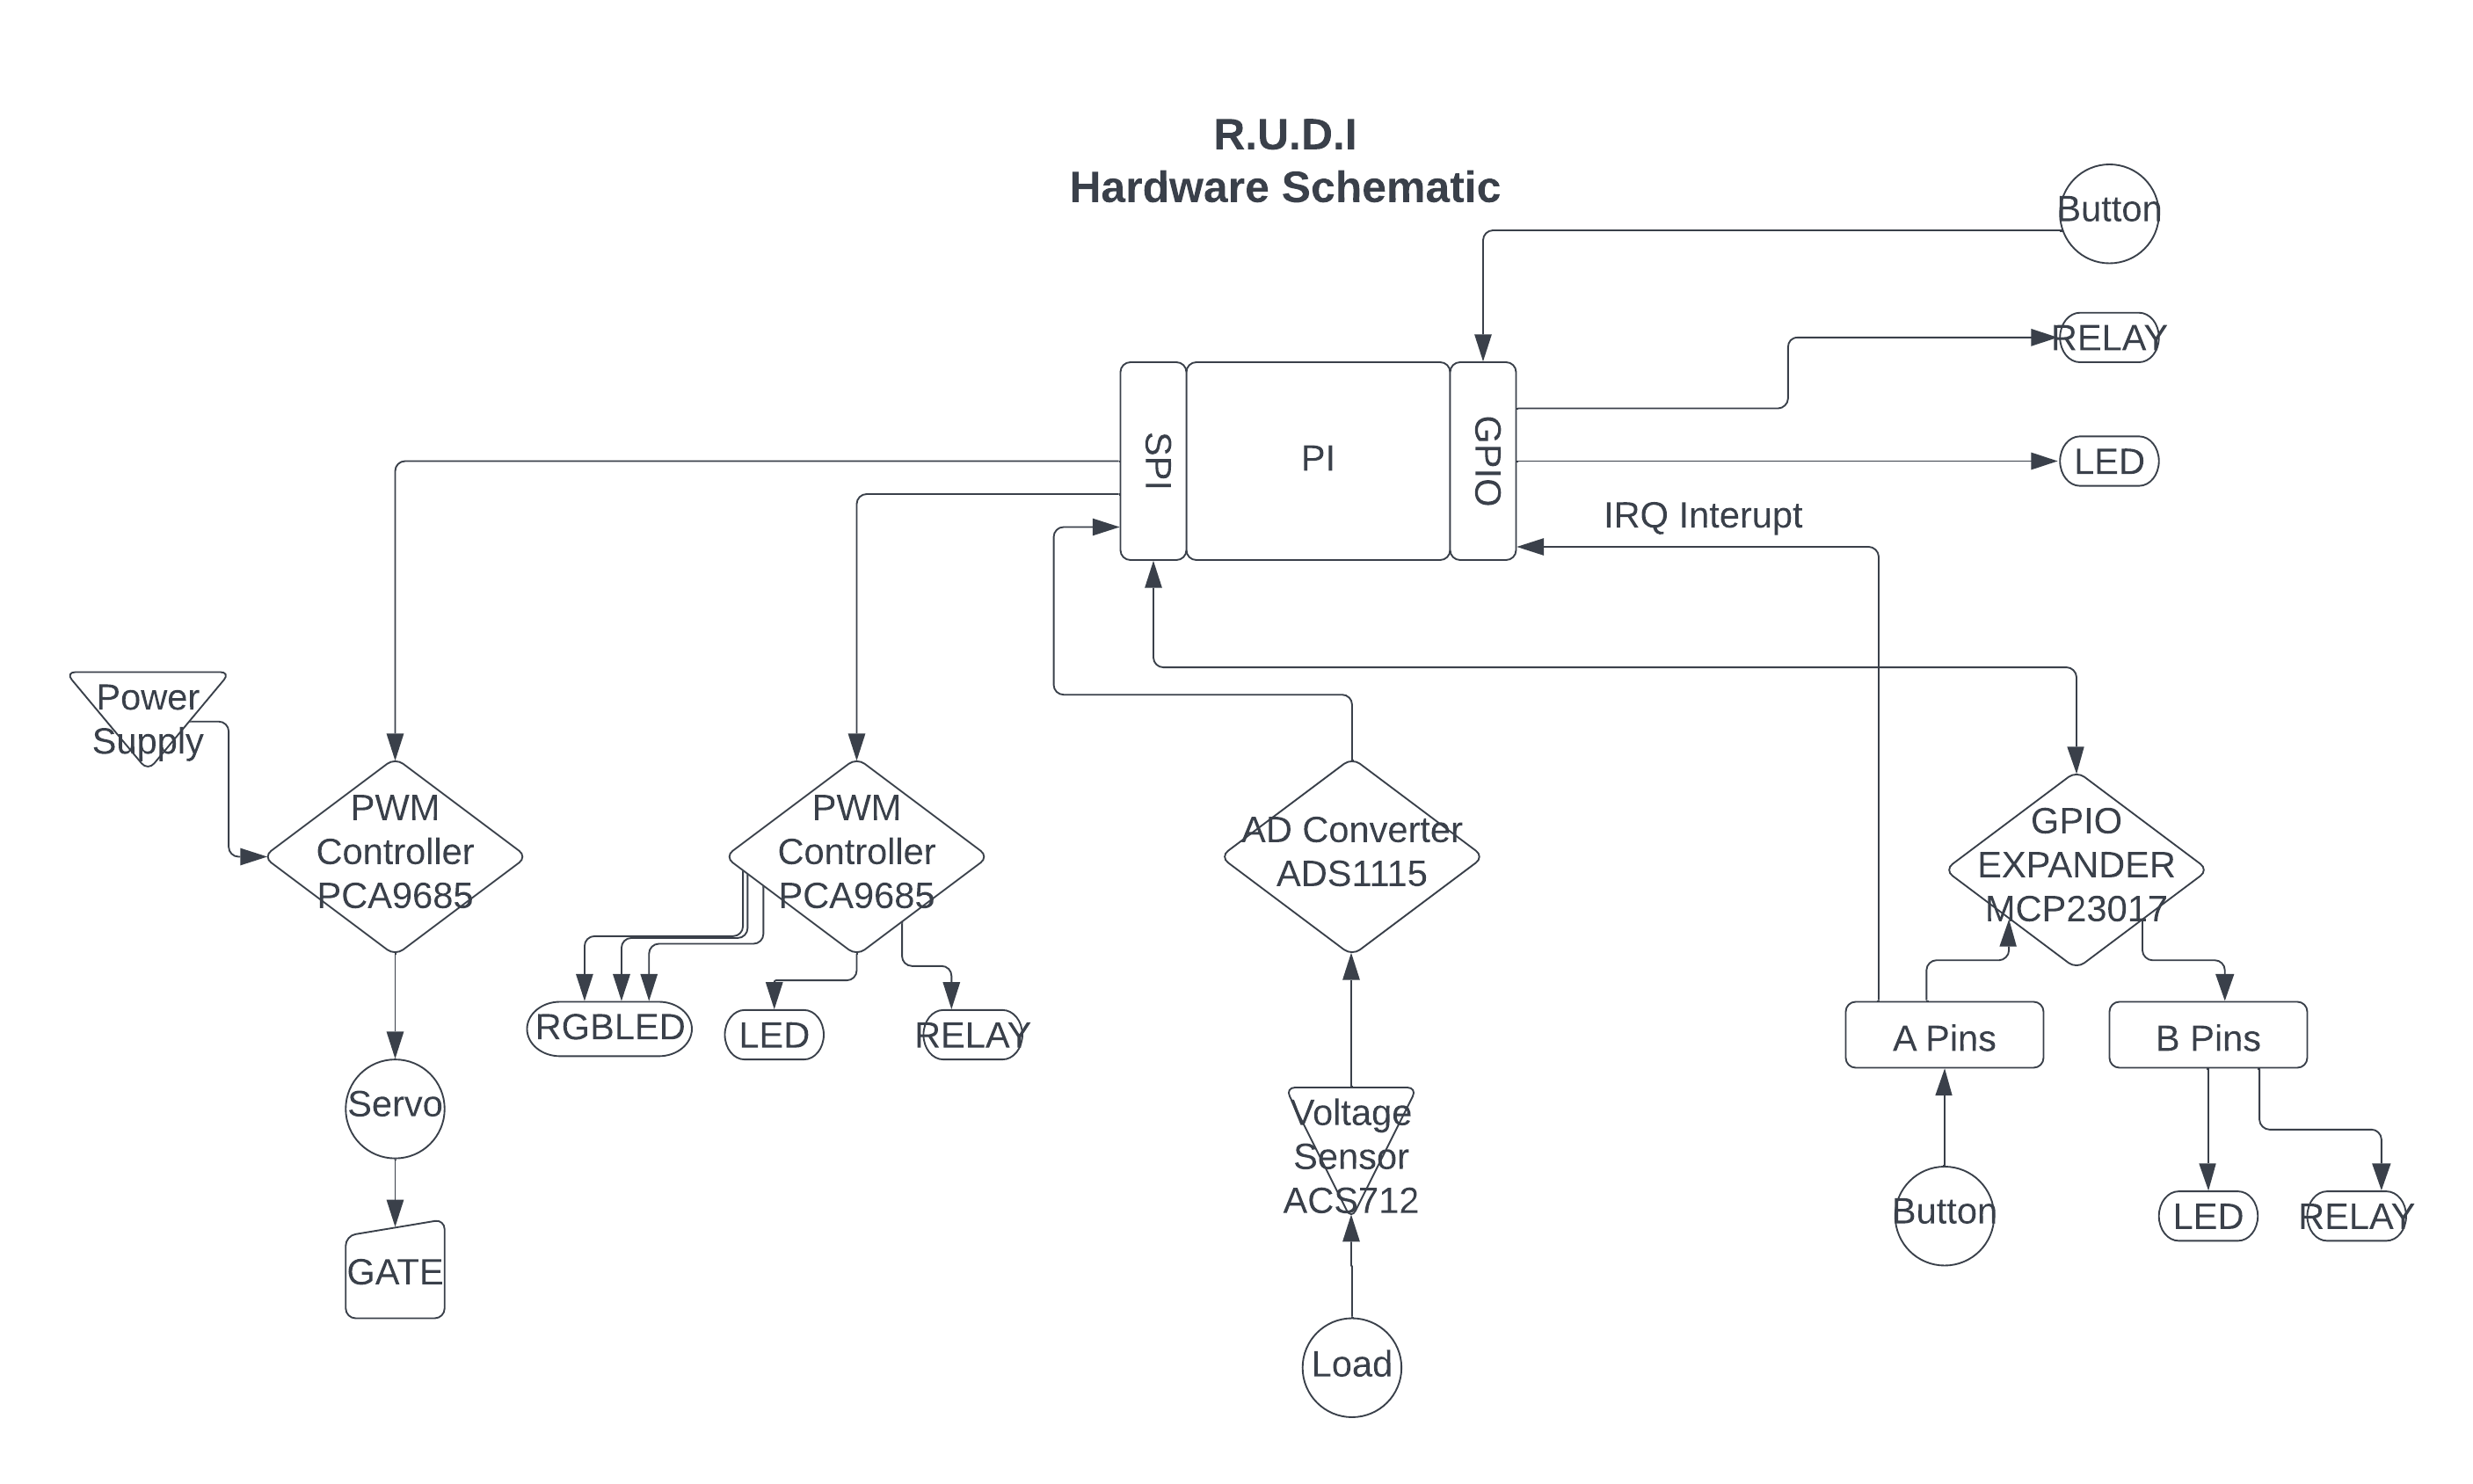 R.U.D.I
Hardware Schematic
Button
RELAY
SPI
PI
GPIO
LED
IRQ Interupt
Power
Supply
PWM
Controller
PCA9685
PWM
Controller
PCA9685
AD Converter
ADS1115
GPIO
EXPANDER
MCP23017
RGBLED
LED
RELAY
A Pins
B Pins
Servo
Voltage
Sensor
ACS712
Button
LED
RELAY
GATE
Load